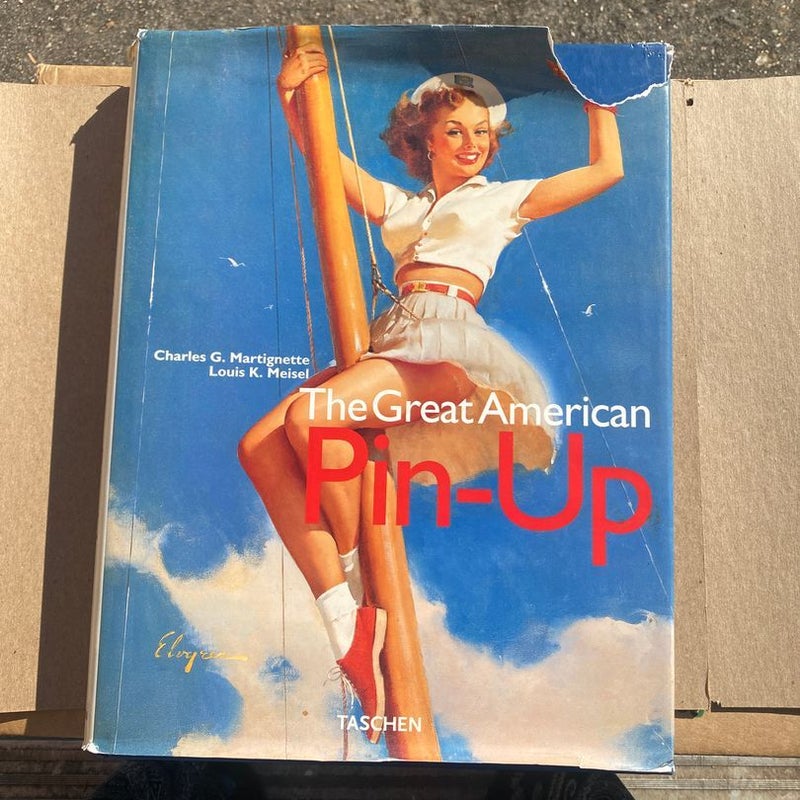 Charles G. Martignette
Louis K. Meisel
The Great American
Pin-Up
Elvgren
TASCHEN